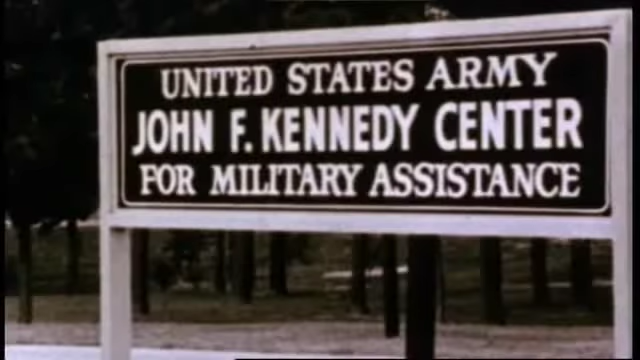 UNITED STATES ARMY
JOHN F. KENNEDY CENTER
FOR MILITARY ASSISTANCE